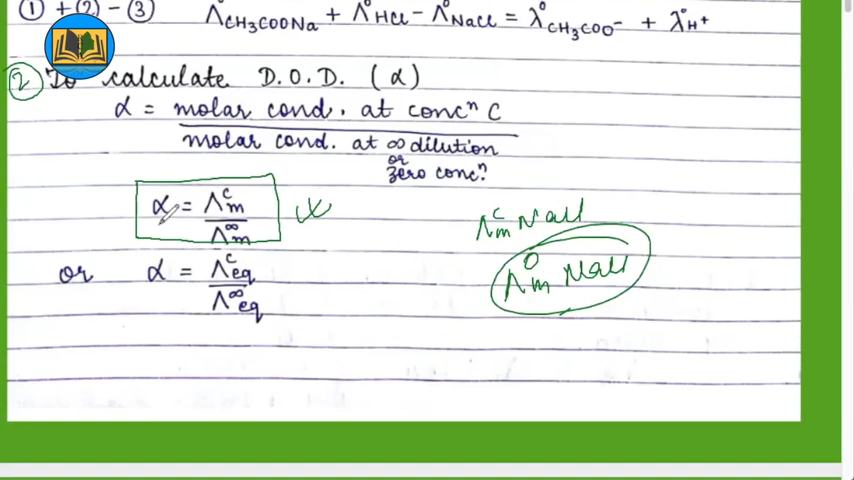 ① + ② - ③ Λ°CH3COONa + Λ°HCl - Λ°NaCl = λ°CH3COO⁻ + λ°H⁺
② To calculate D.O.D. (α)
α = molar cond. at concⁿ C
molar cond. at ∞ dilution
or
zero concⁿ.
α = Λᶜm
Λ∞m
or α = Λᶜeq
Λ∞eq
Λᶜm NaCl
Λ°m NaCl